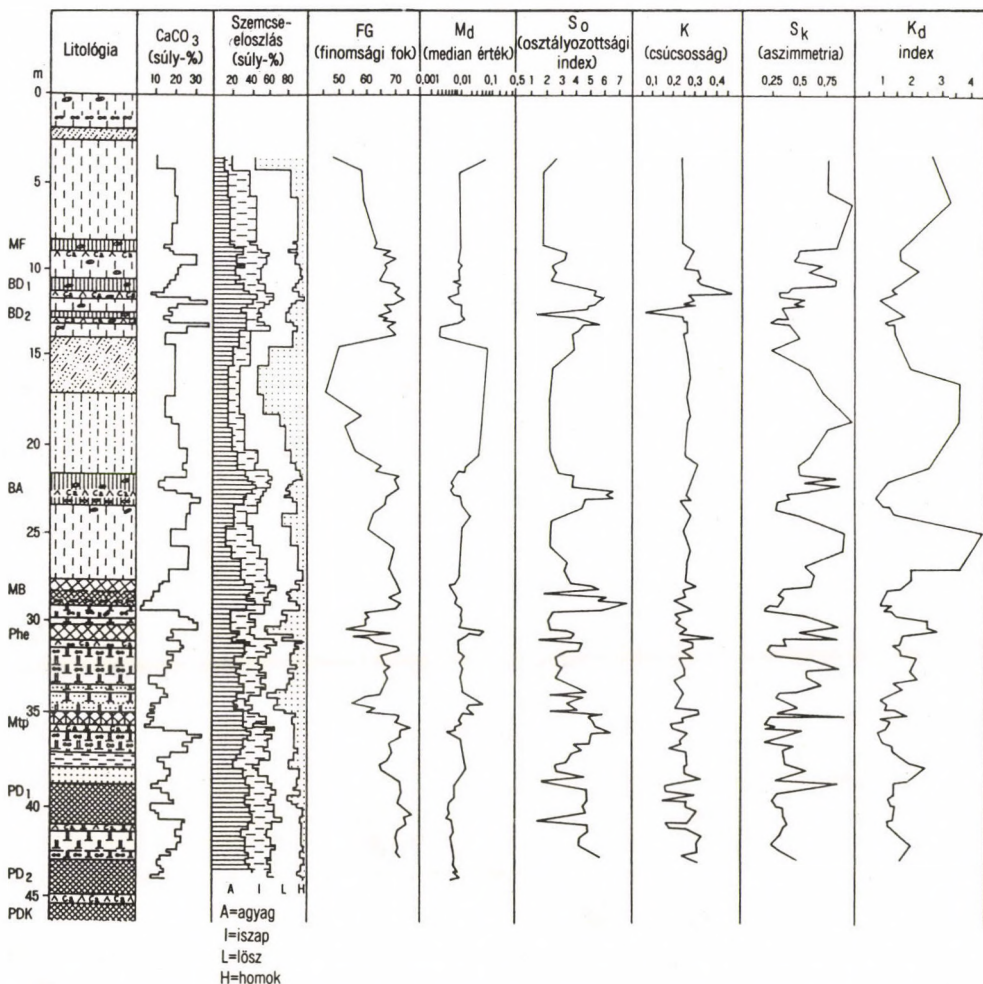 Litológia
CaCO3
(súly-%)
10 20 30
Szemcse-
eloszlás
(súly-%)
20 40 60 80
FG
(finomsági fok)
50 60 70
Md
(median érték)
0,001 0,01 0,1
So
(osztályozottsági
index)
0,5 1 2 3 4 5 6 7
K
(csúcsosság)
0,1 0,2 0,3 0,4
Sk
(aszimmetria)
0,25 0,5 0,75
Kd
index
1 2 3 4
m
0
5
MF
10
BD1
BD2
15
20
BA
25
MB
30
Phe
35
Mtp
PD1
40
PD2
45
PDK
A I L H
A=agyag
I=iszap
L=lösz
H=homok